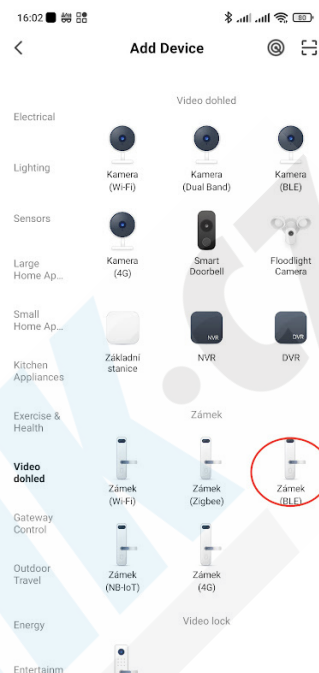 16:02
80
Add Device
Electrical
Lighting
Sensors
Large
Home Ap...
Small
Home Ap...
Kitchen
Appliances
Exercise &
Health
Video
dohled
Gateway
Control
Outdoor
Travel
Energy
Entertainm
Video dohled
Kamera
(Wi-Fi)
Kamera
(Dual Band)
Kamera
(BLE)
Kamera
(4G)
Smart
Doorbell
Floodlight
Camera
Základní
stanice
NVR
NVR
DVR
DVR
Zámek
Zámek
(Wi-Fi)
Zámek
(Zigbee)
Zámek
(BLE)
Zámek
(NB-IoT)
Zámek
(4G)
Video lock